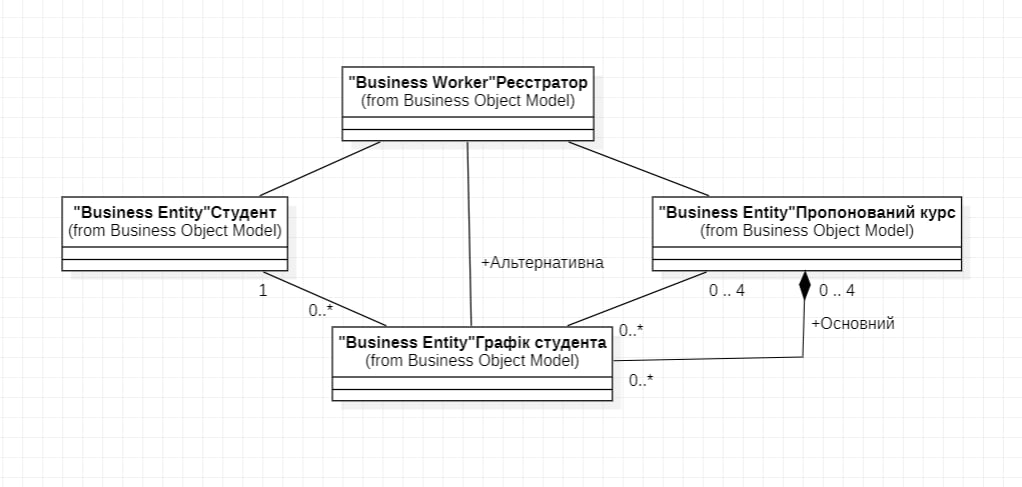 "Business Worker"Реєстратор
(from Business Object Model)
"Business Entity"Студент
(from Business Object Model)
"Business Entity"Пропонований курс
(from Business Object Model)
+Альтернативна
1
0..*
0 .. 4
0 .. 4
+Основний
0..*
"Business Entity"Графік студента
(from Business Object Model)
0..*